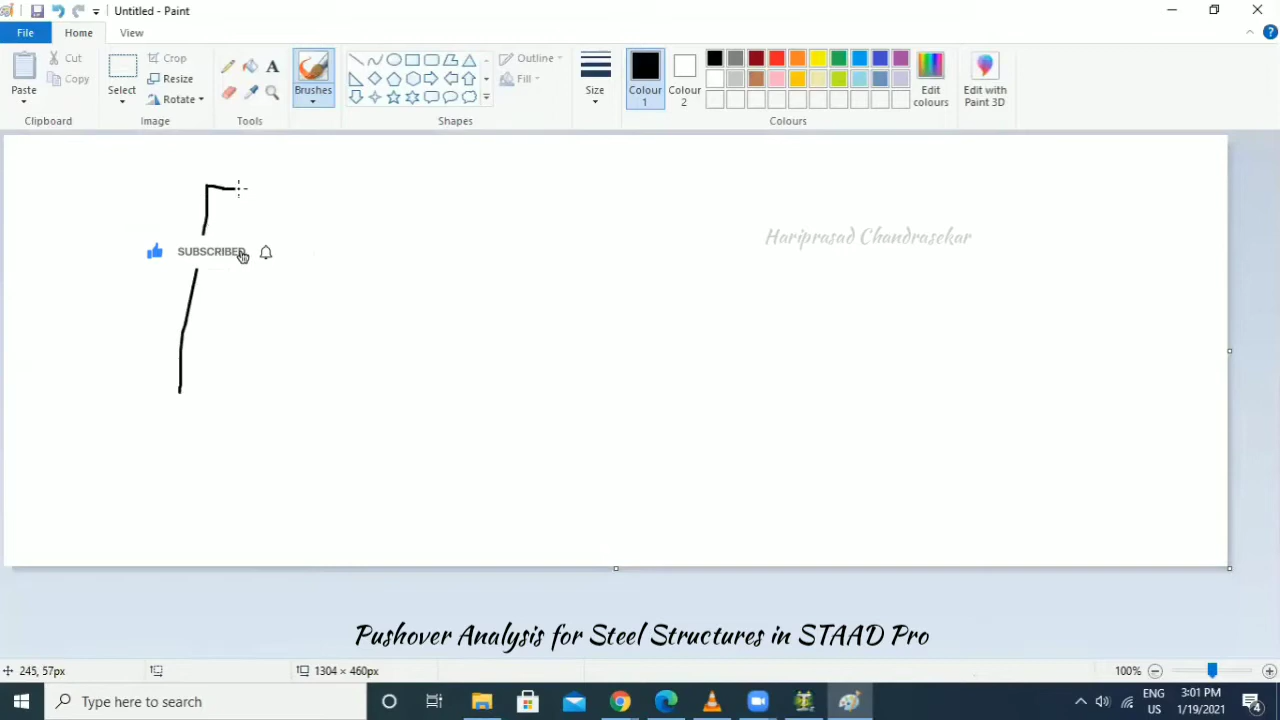 Untitled - Paint
File
Home
View
Paste
Cut
Copy
Clipboard
Select
Crop
Resize
Rotate
Image
A
Tools
Brushes
Outline
Fill
Shapes
Size
Colour 1
Colour 2
Edit colours
Colours
Edit with Paint 3D
Hariprasad Chandrasekar
SUBSCRIBED
Pushover Analysis for Steel Structures in STAAD Pro
245, 57px
1304 × 460px
100%
Type here to search
ENG
US
3:01 PM
1/19/2021
4